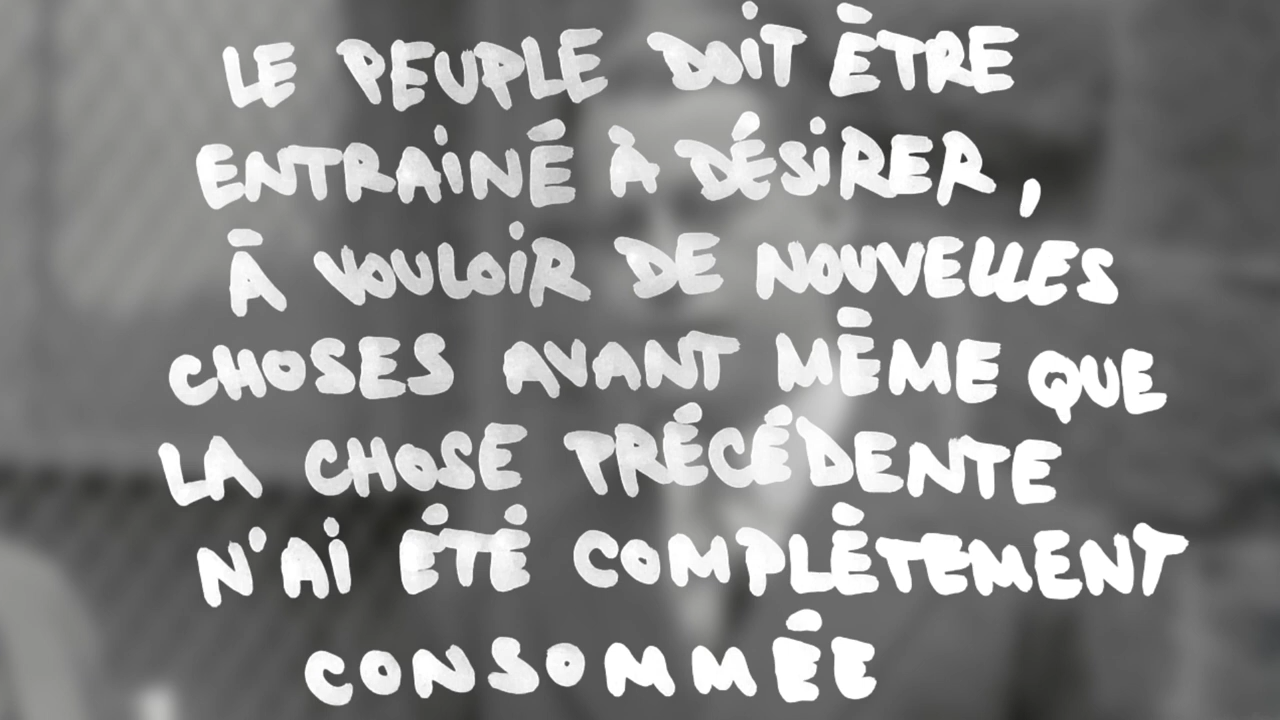 LE PEUPLE DOIT ÊTRE
ENTRAINÉ À DÉSIRER,
À VOULOIR DE NOUVELLES
CHOSES AVANT MÊME QUE
LA CHOSE PRÉCÉDENTE
N'AI ÉTÉ COMPLÈTEMENT
CONSOMMÉE